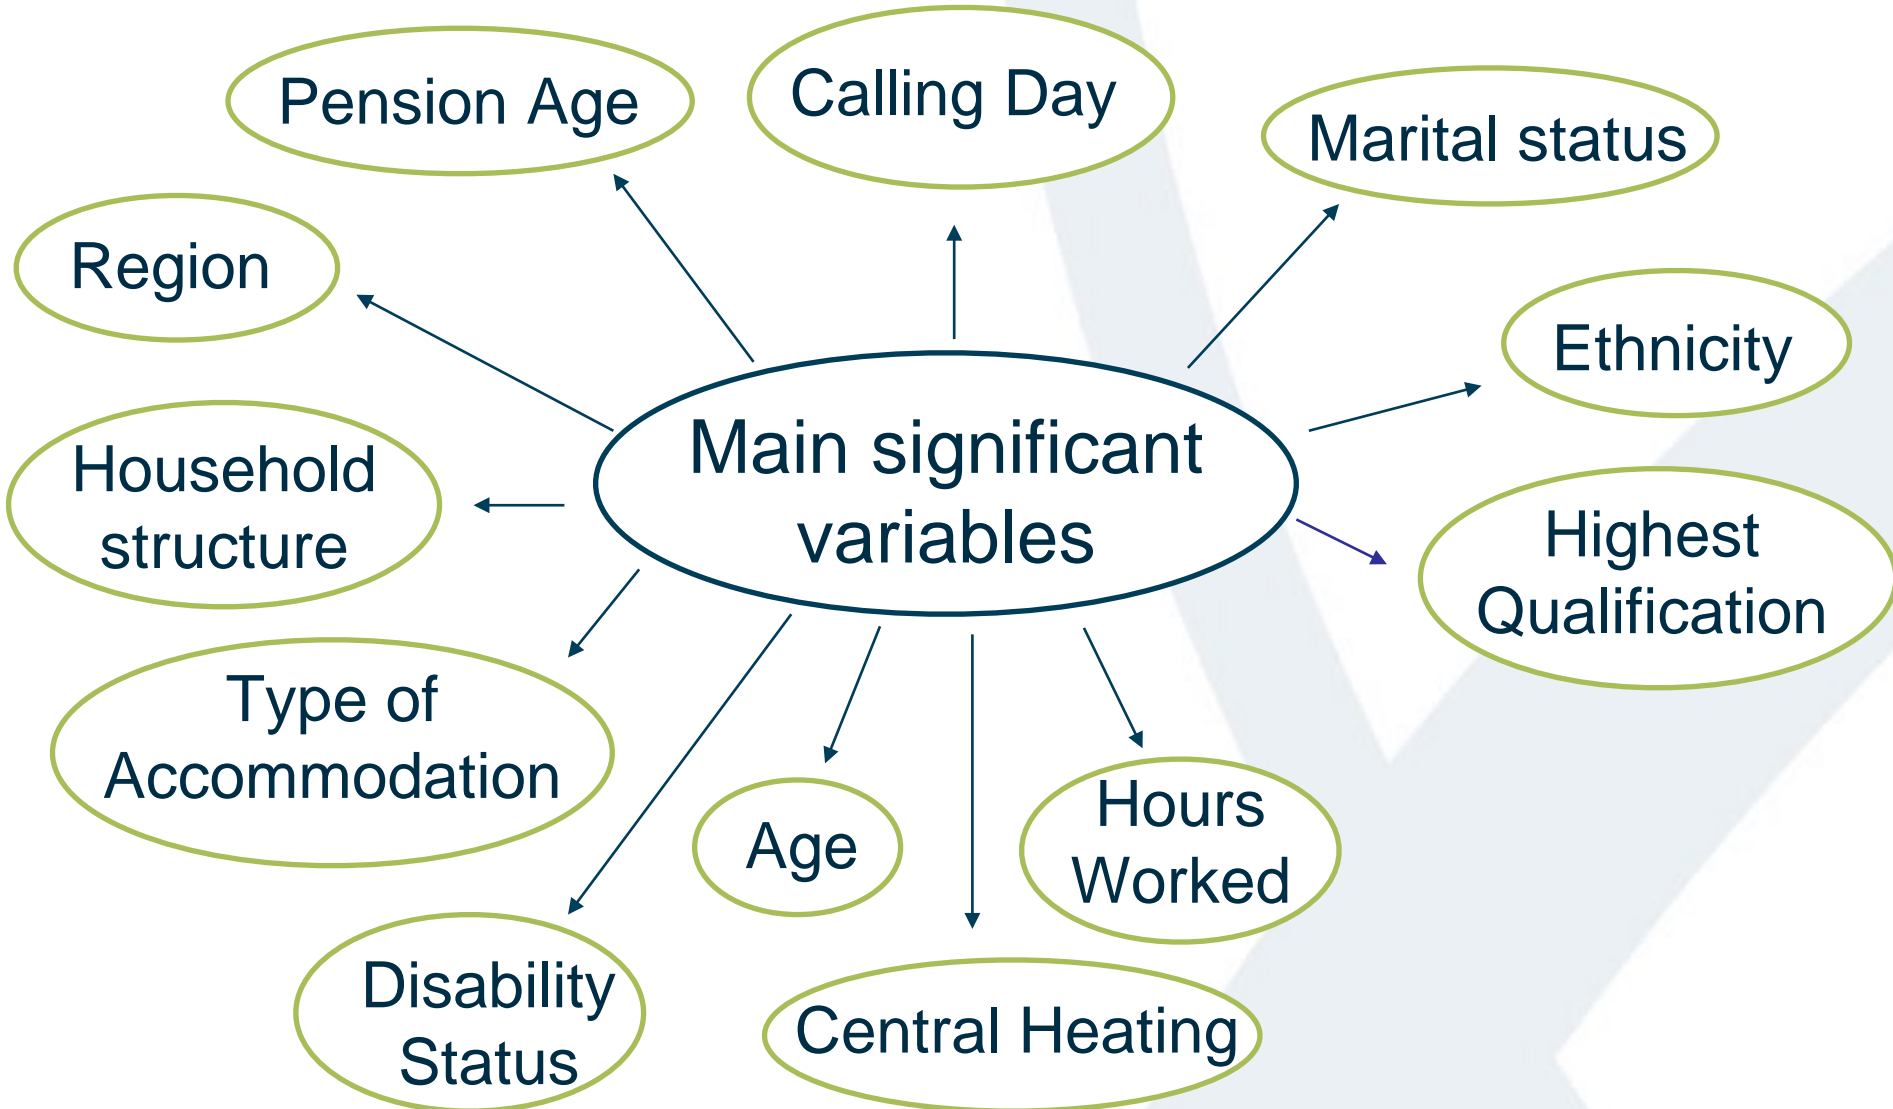 Pension Age
Calling Day
Marital status
Region
Ethnicity
Main significant
variables
Household
structure
Highest
Qualification
Type of
Accommodation
Age
Hours
Worked
Disability
Status
Central Heating